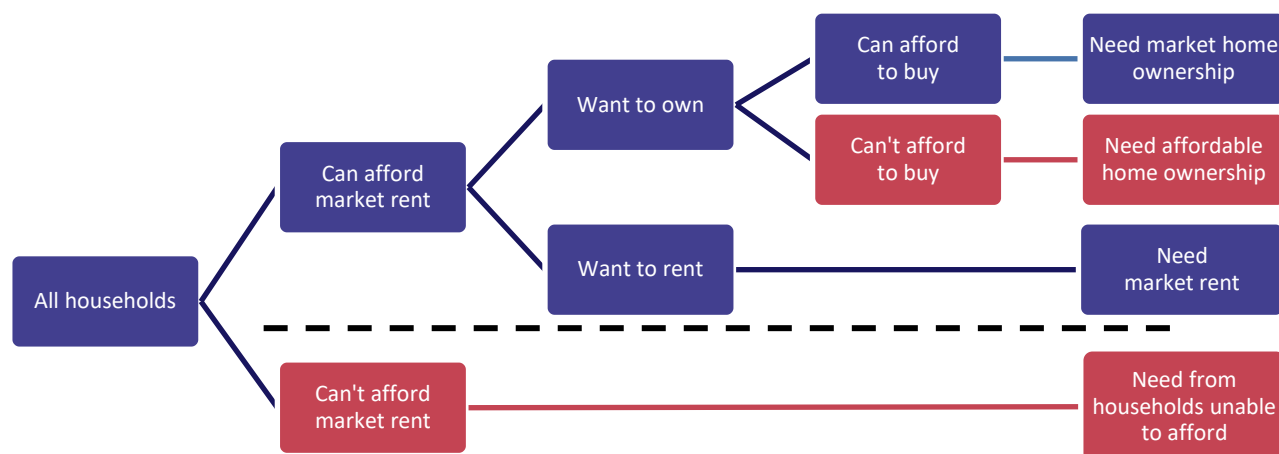 Can afford
to buy
Need market home
ownership
Want to own
Can't afford
to buy
Need affordable
home ownership
Can afford
market rent
Want to rent
Need
market rent
All households
Can't afford
market rent
Need from
households unable
to afford